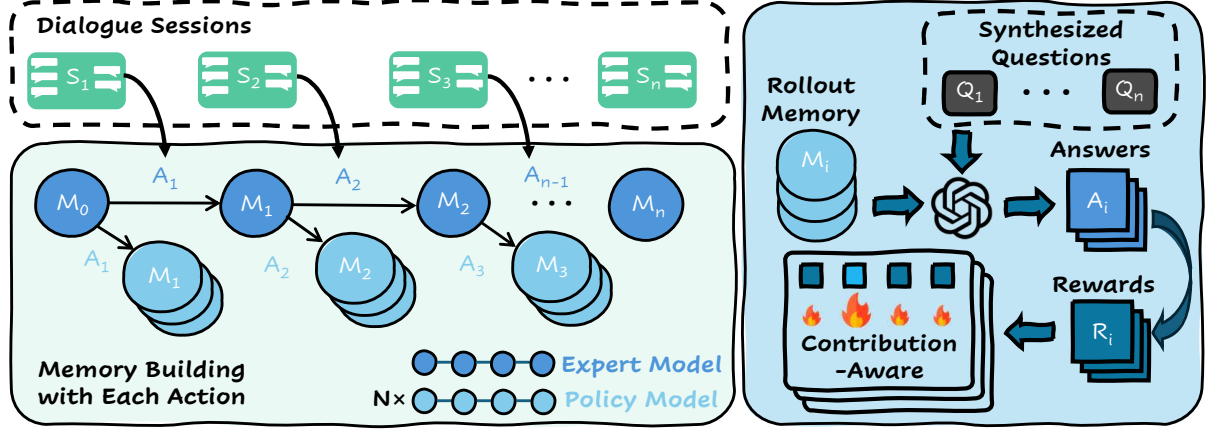 Dialogue Sessions
S₁
S₂
S₃
...
Sₙ
A₁
A₂
Aₙ₋₁
M₀
M₁
M₂
...
Mₙ
A₁
M₁
A₂
M₂
A₃
M₃
Memory Building
with Each Action
Expert Model
N× Policy Model
Synthesized
Questions
Q₁ ... Qₙ
Rollout
Memory
Mᵢ
Answers
Aᵢ
Rewards
Rᵢ
Contribution
-Aware